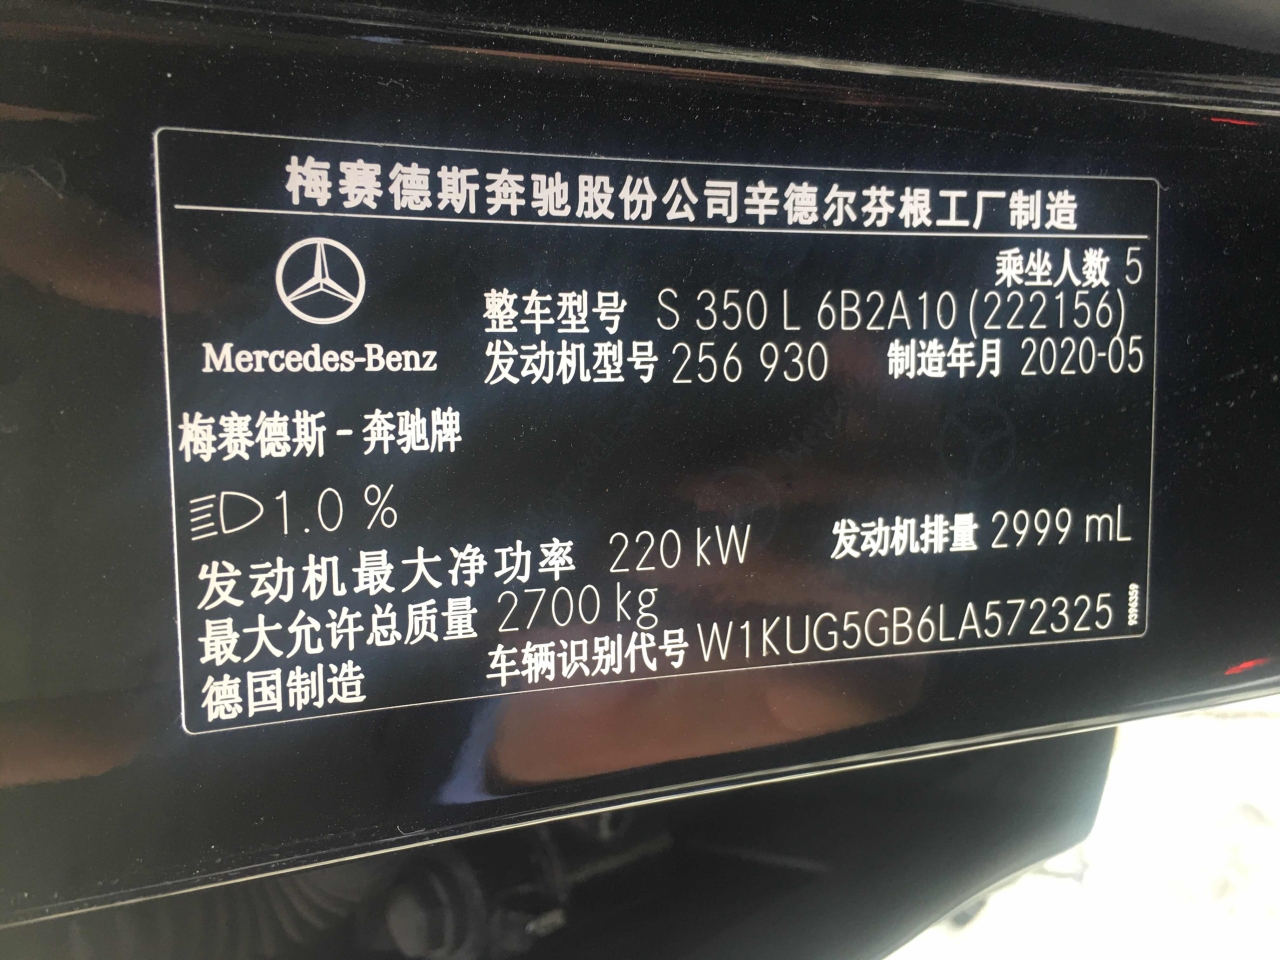 梅赛德斯奔驰股份公司辛德尔芬根工厂制造
乘坐人数 5
整车型号 S 350 L 6B2A10 (222156)
Mercedes-Benz
发动机型号 256 930 制造年月 2020-05
梅赛德斯-奔驰牌
1.0 %
发动机最大净功率 220 kW 发动机排量 2999 mL
最大允许总质量 2700 kg
车辆识别代号 W1KUG5GB6LA572325
德国制造
9396359